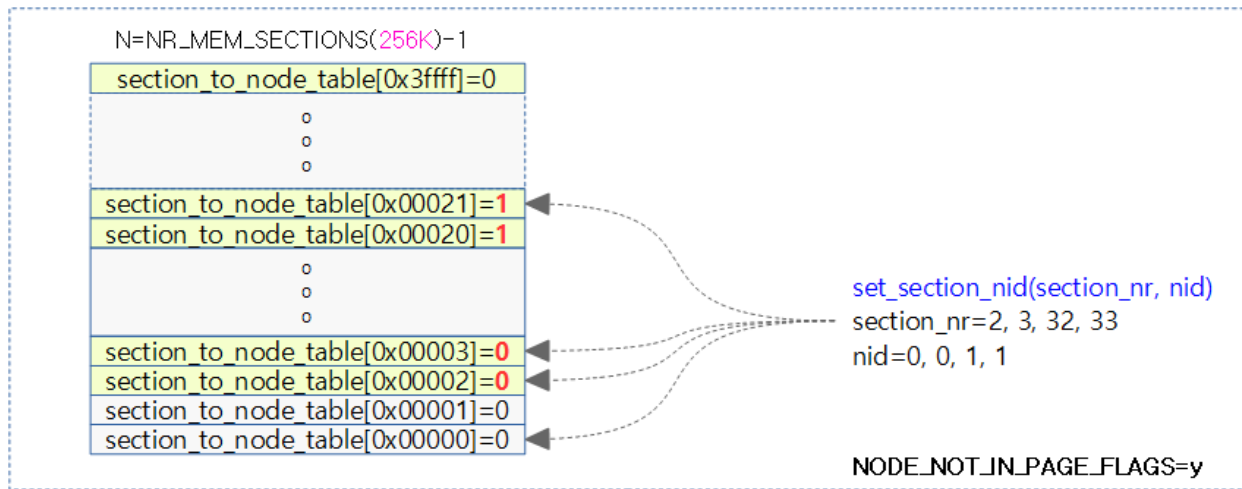 N=NR_MEM_SECTIONS(256K)-1
section_to_node_table[0x3ffff]=0
o
o
o
section_to_node_table[0x00021]=1
section_to_node_table[0x00020]=1
o
o
o
section_to_node_table[0x00003]=0
section_to_node_table[0x00002]=0
section_to_node_table[0x00001]=0
section_to_node_table[0x00000]=0
set_section_nid(section_nr, nid)
section_nr=2, 3, 32, 33
nid=0, 0, 1, 1
NODE_NOT_IN_PAGE_FLAGS=y